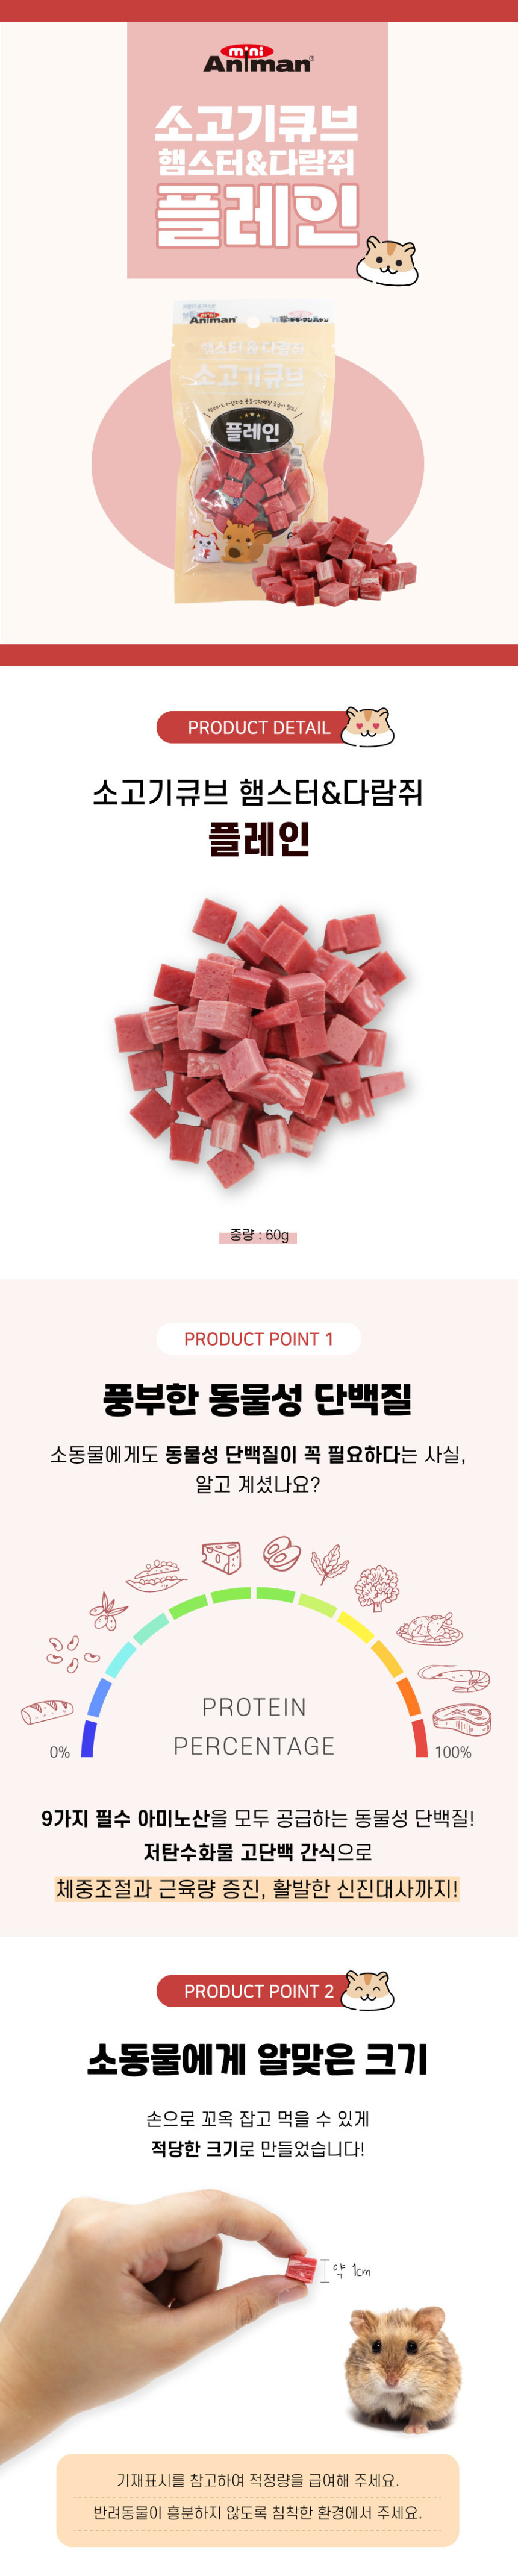 mini
Animan®
소고기큐브
햄스터&다람쥐
플레인
mini
Animan
햄스터 & 다람쥐
소고기큐브
플레인
PRODUCT DETAIL
소고기큐브 햄스터&다람쥐
플레인
중량 : 60g
PRODUCT POINT 1
풍부한 동물성 단백질
소동물에게도 동물성 단백질이 꼭 필요하다는 사실,
알고 계셨나요?
PROTEIN
PERCENTAGE
0%
100%
9가지 필수 아미노산을 모두 공급하는 동물성 단백질!
저탄수화물 고단백 간식으로
체중조절과 근육량 증진, 활발한 신진대사까지!
PRODUCT POINT 2
소동물에게 알맞은 크기
손으로 꼬옥 잡고 먹을 수 있게
적당한 크기로 만들었습니다!
약 1cm
기재표시를 참고하여 적정량을 급여해 주세요.
반려동물이 흥분하지 않도록 침착한 환경에서 주세요.